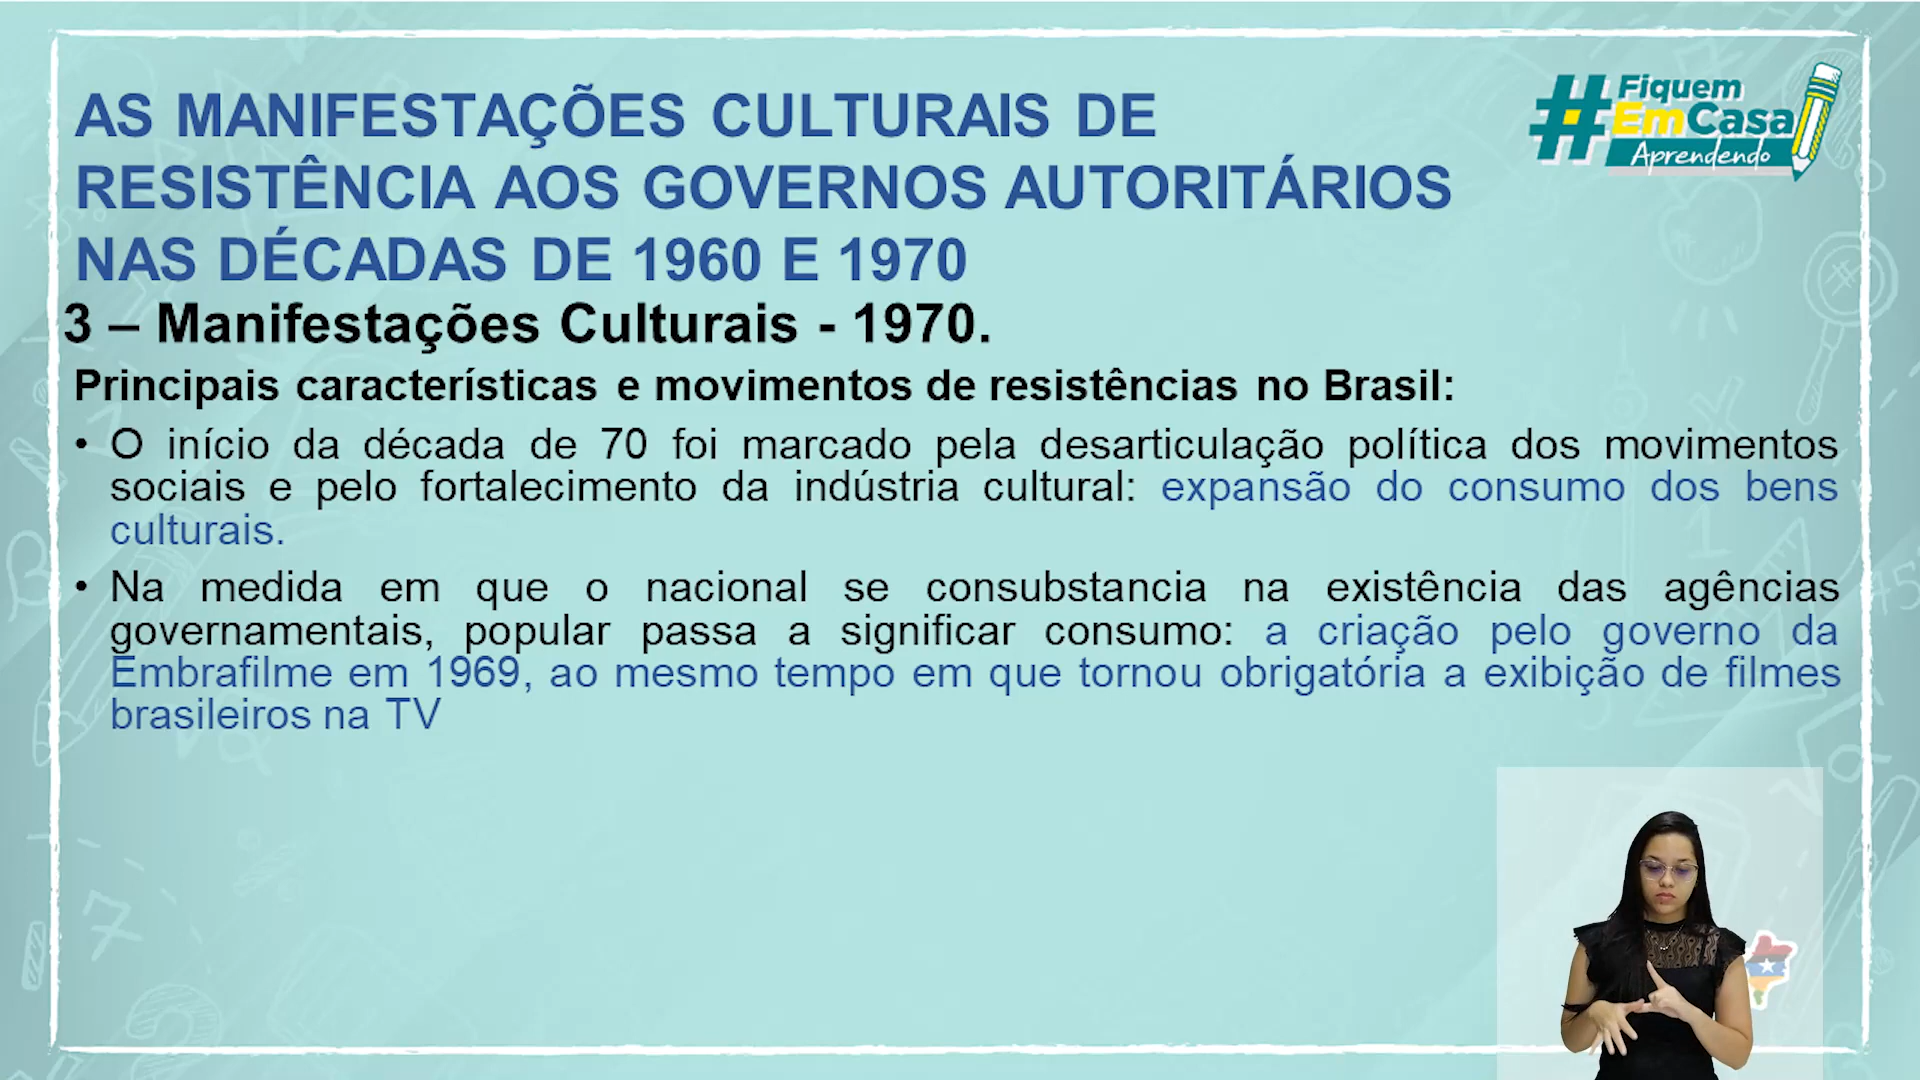 AS MANIFESTAÇÕES CULTURAIS DE
RESISTÊNCIA AOS GOVERNOS AUTORITÁRIOS
NAS DÉCADAS DE 1960 E 1970
#Fiquem
EmCasa
Aprendendo
3 – Manifestações Culturais - 1970.
Principais características e movimentos de resistências no Brasil:
• O início da década de 70 foi marcado pela desarticulação política dos movimentos
sociais e pelo fortalecimento da indústria cultural: expansão do consumo dos bens
culturais.
• Na medida em que o nacional se consubstancia na existência das agências
governamentais, popular passa a significar consumo: a criação pelo governo da
Embrafilme em 1969, ao mesmo tempo em que tornou obrigatória a exibição de filmes
brasileiros na TV